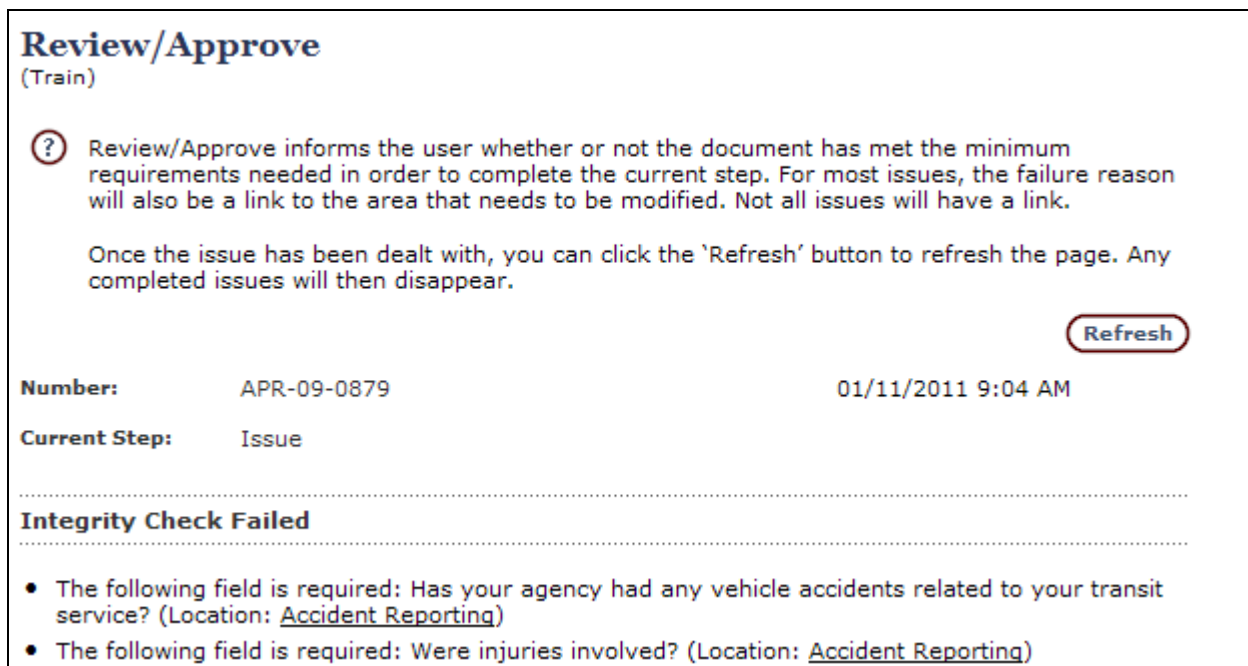 Review/Approve
(Train)
? Review/Approve informs the user whether or not the document has met the minimum
requirements needed in order to complete the current step. For most issues, the failure reason
will also be a link to the area that needs to be modified. Not all issues will have a link.
Once the issue has been dealt with, you can click the ‘Refresh’ button to refresh the page. Any
completed issues will then disappear.
Refresh
Number: APR-09-0879 01/11/2011 9:04 AM
Current Step: Issue
Integrity Check Failed
• The following field is required: Has your agency had any vehicle accidents related to your transit
service? (Location: Accident Reporting)
• The following field is required: Were injuries involved? (Location: Accident Reporting)